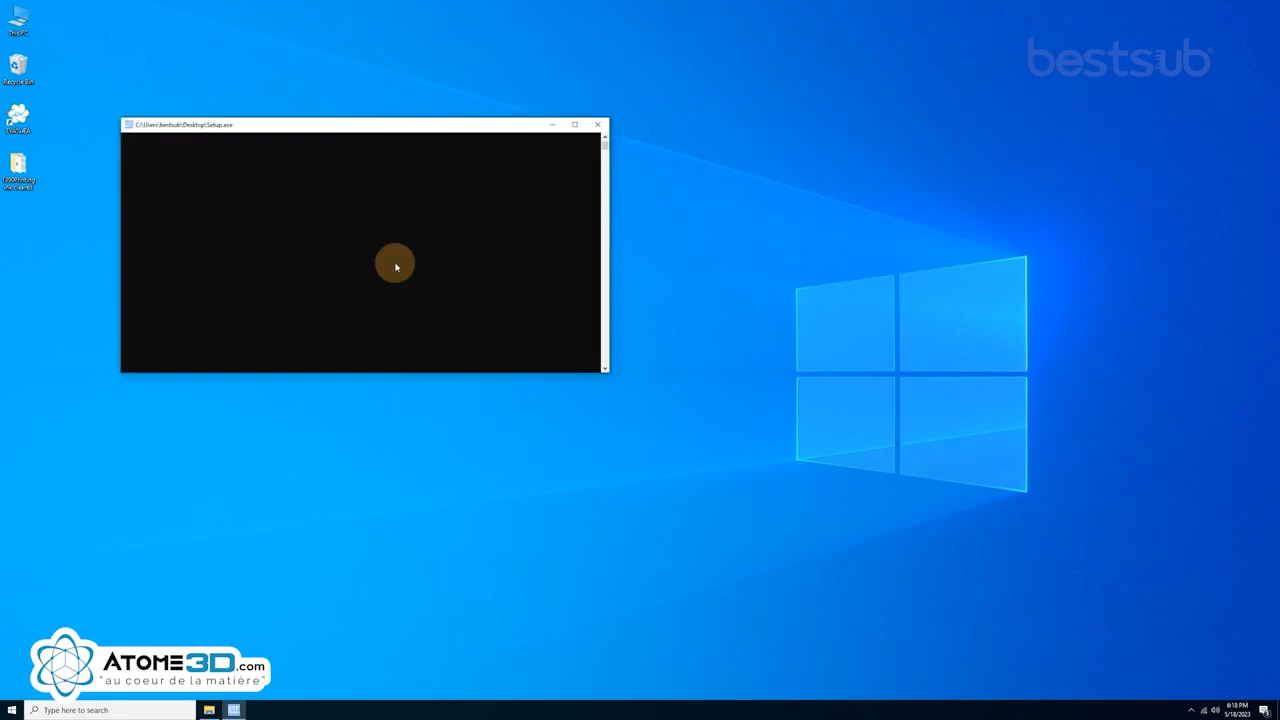 This PC
bestsub
Recycle Bin
C:\Users\bestsub\Desktop\Setup.exe
ATOME3D.com
"au coeur de la matière"
Type here to search
6:18 PM
5/18/2023